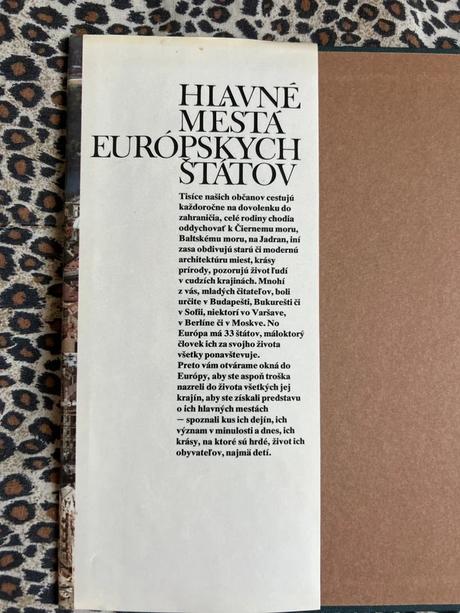 HLAVNÉ
MESTÁ
EURÓPSKYCH
ŠTÁTOV
Tisíce našich občanov cestujú
každoročne na dovolenku do
zahraničia, celé rodiny chodia
oddychovať k Čiernemu moru,
Baltskému moru, na Jadran, iní
zasa obdivujú starú či modernú
architektúru miest, krásy
prírody, pozorujú život ľudí
v cudzích krajinách. Mnohí
z vás, mladých čitateľov, boli
určite v Budapešti, Bukurešti či
v Sofii, niektorí vo Varšave,
v Berlíne či v Moskve. No
Európa má 33 štátov, máloktorý
človek ich za svojho života
všetky ponavštevuje.
Preto vám otvárame okná do
Európy, aby ste aspoň troška
nazreli do života všetkých jej
krajín, aby ste získali predstavu
o ich hlavných mestách
— spoznali kus ich dejín, ich
význam v minulosti a dnes, ich
krásy, na ktoré sú hrdé, život ich
obyvateľov, najmä detí.